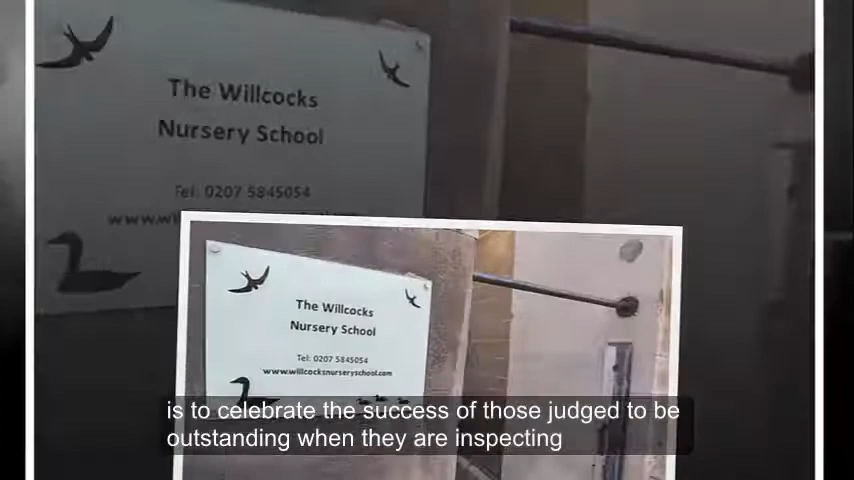 The Willcocks
Nursery School
Tel: 0207 5845054
The Willcocks
Nursery School
Tel: 0207 5845054
www.willcocksnurseryschool.com
is to celebrate the success of those judged to be
outstanding when they are inspecting